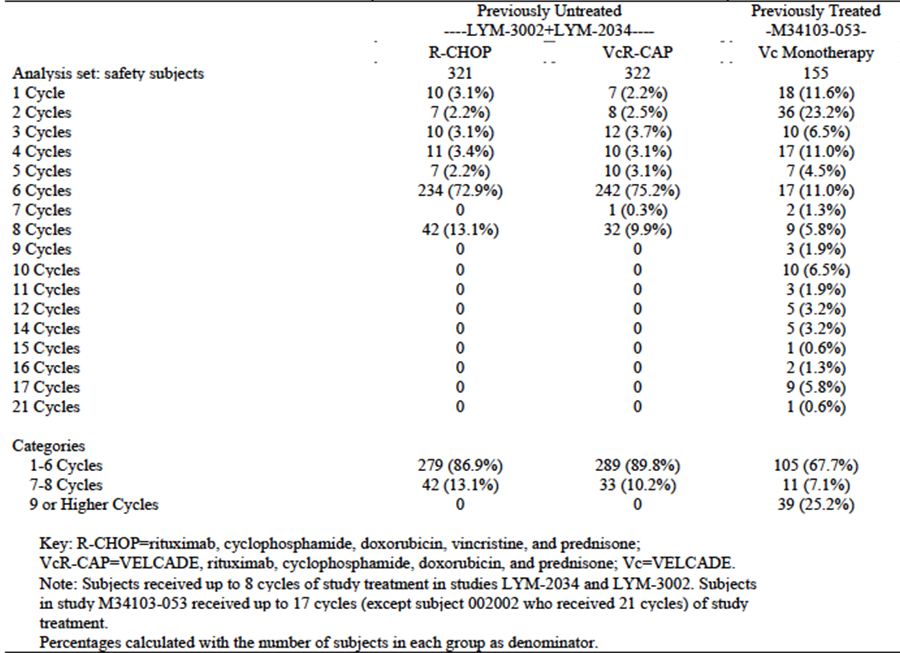 Previously Untreated Previously Treated
----LYM-3002+LYM-2034---- -M34103-053-
R-CHOP VcR-CAP Vc Monotherapy
Analysis set: safety subjects 321 322 155
1 Cycle 10 (3.1%) 7 (2.2%) 18 (11.6%)
2 Cycles 7 (2.2%) 8 (2.5%) 36 (23.2%)
3 Cycles 10 (3.1%) 12 (3.7%) 10 (6.5%)
4 Cycles 11 (3.4%) 10 (3.1%) 17 (11.0%)
5 Cycles 7 (2.2%) 10 (3.1%) 7 (4.5%)
6 Cycles 234 (72.9%) 242 (75.2%) 17 (11.0%)
7 Cycles 0 1 (0.3%) 2 (1.3%)
8 Cycles 42 (13.1%) 32 (9.9%) 9 (5.8%)
9 Cycles 0 0 3 (1.9%)
10 Cycles 0 0 10 (6.5%)
11 Cycles 0 0 3 (1.9%)
12 Cycles 0 0 5 (3.2%)
14 Cycles 0 0 5 (3.2%)
15 Cycles 0 0 1 (0.6%)
16 Cycles 0 0 2 (1.3%)
17 Cycles 0 0 9 (5.8%)
21 Cycles 0 0 1 (0.6%)
Categories
1-6 Cycles 279 (86.9%) 289 (89.8%) 105 (67.7%)
7-8 Cycles 42 (13.1%) 33 (10.2%) 11 (7.1%)
9 or Higher Cycles 0 0 39 (25.2%)
Key: R-CHOP=rituximab, cyclophosphamide, doxorubicin, vincristine, and prednisone;
VcR-CAP=VELCADE, rituximab, cyclophosphamide, doxorubicin, and prednisone; Vc=VELCADE.
Note: Subjects received up to 8 cycles of study treatment in studies LYM-2034 and LYM-3002. Subjects
in study M34103-053 received up to 17 cycles (except subject 002002 who received 21 cycles) of study
treatment.
Percentages calculated with the number of subjects in each group as denominator.